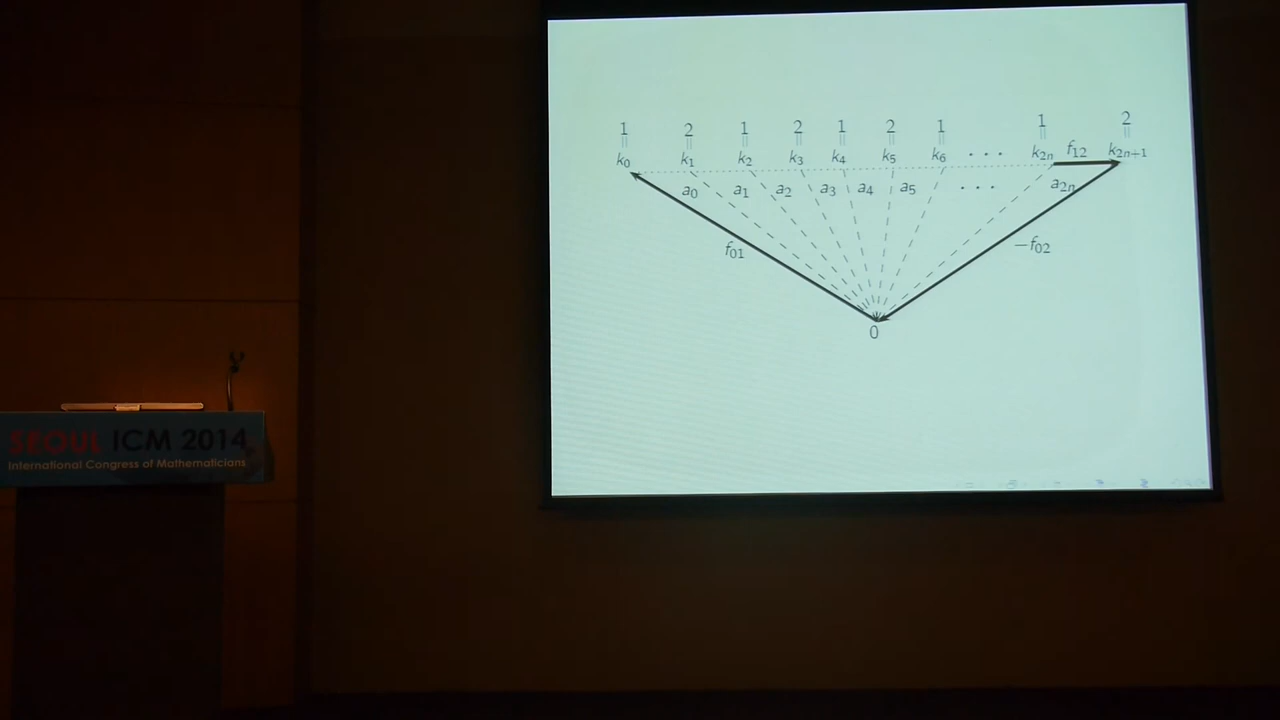 1 2 1 2 1 2 1 1 2
|| || || || || || || || ||
k₀ k₁ k₂ k₃ k₄ k₅ k₆ · · · k₂ₙ f₁₂ k₂ₙ₊₁
a₀ a₁ a₂ a₃ a₄ a₅ · · · a₂ₙ
f₀₁ −f₀₂
0
SEOUL ICM 2014
International Congress of Mathematicians